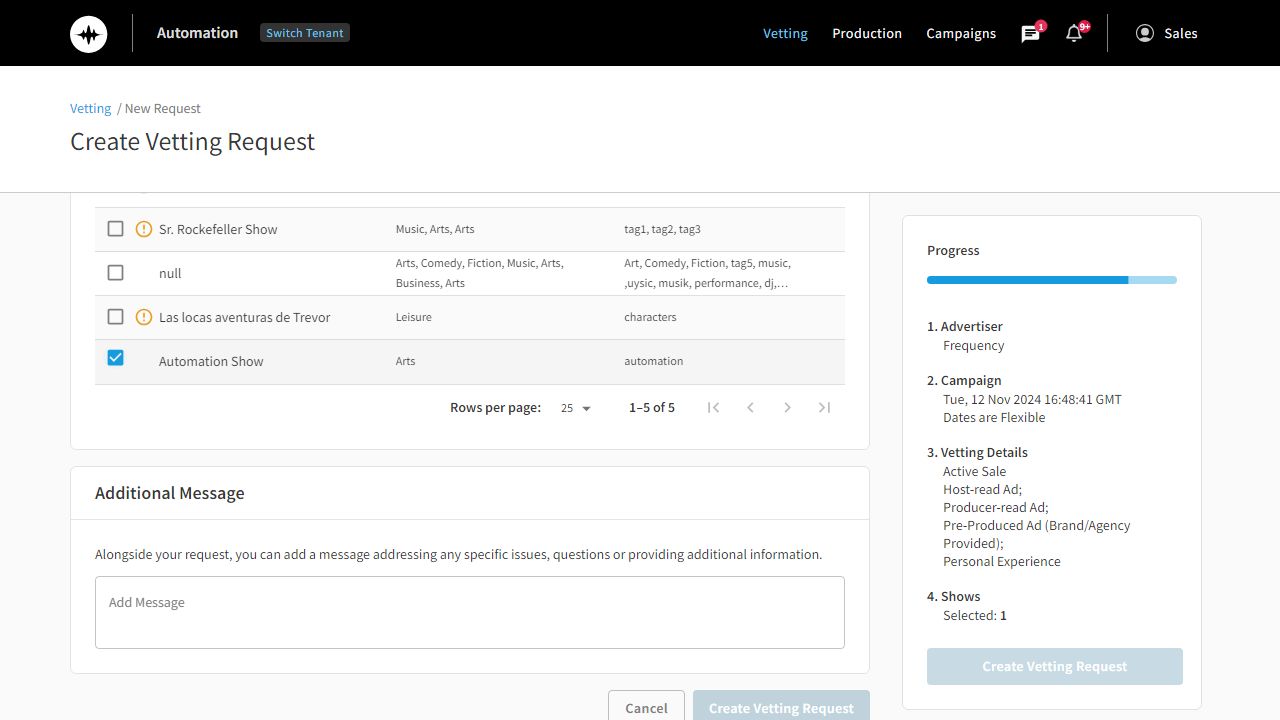 Automation
Switch Tenant
Vetting
Production
Campaigns
1
9+
Sales
Vetting / New Request
Create Vetting Request
Sr. Rockefeller Show
Music, Arts, Arts
tag1, tag2, tag3
null
Arts, Comedy, Fiction, Music, Arts,
Business, Arts
Art, Comedy, Fiction, tag5, music,
,uysic, musik, performance, dj,…
Las locas aventuras de Trevor
Leisure
characters
Automation Show
Arts
automation
Rows per page:
25
1–5 of 5
Additional Message
Alongside your request, you can add a message addressing any specific issues, questions or providing additional information.
Add Message
Cancel
Create Vetting Request
Progress
1. Advertiser
Frequency
2. Campaign
Tue, 12 Nov 2024 16:48:41 GMT
Dates are Flexible
3. Vetting Details
Active Sale
Host-read Ad;
Producer-read Ad;
Pre-Produced Ad (Brand/Agency
Provided);
Personal Experience
4. Shows
Selected: 1
Create Vetting Request